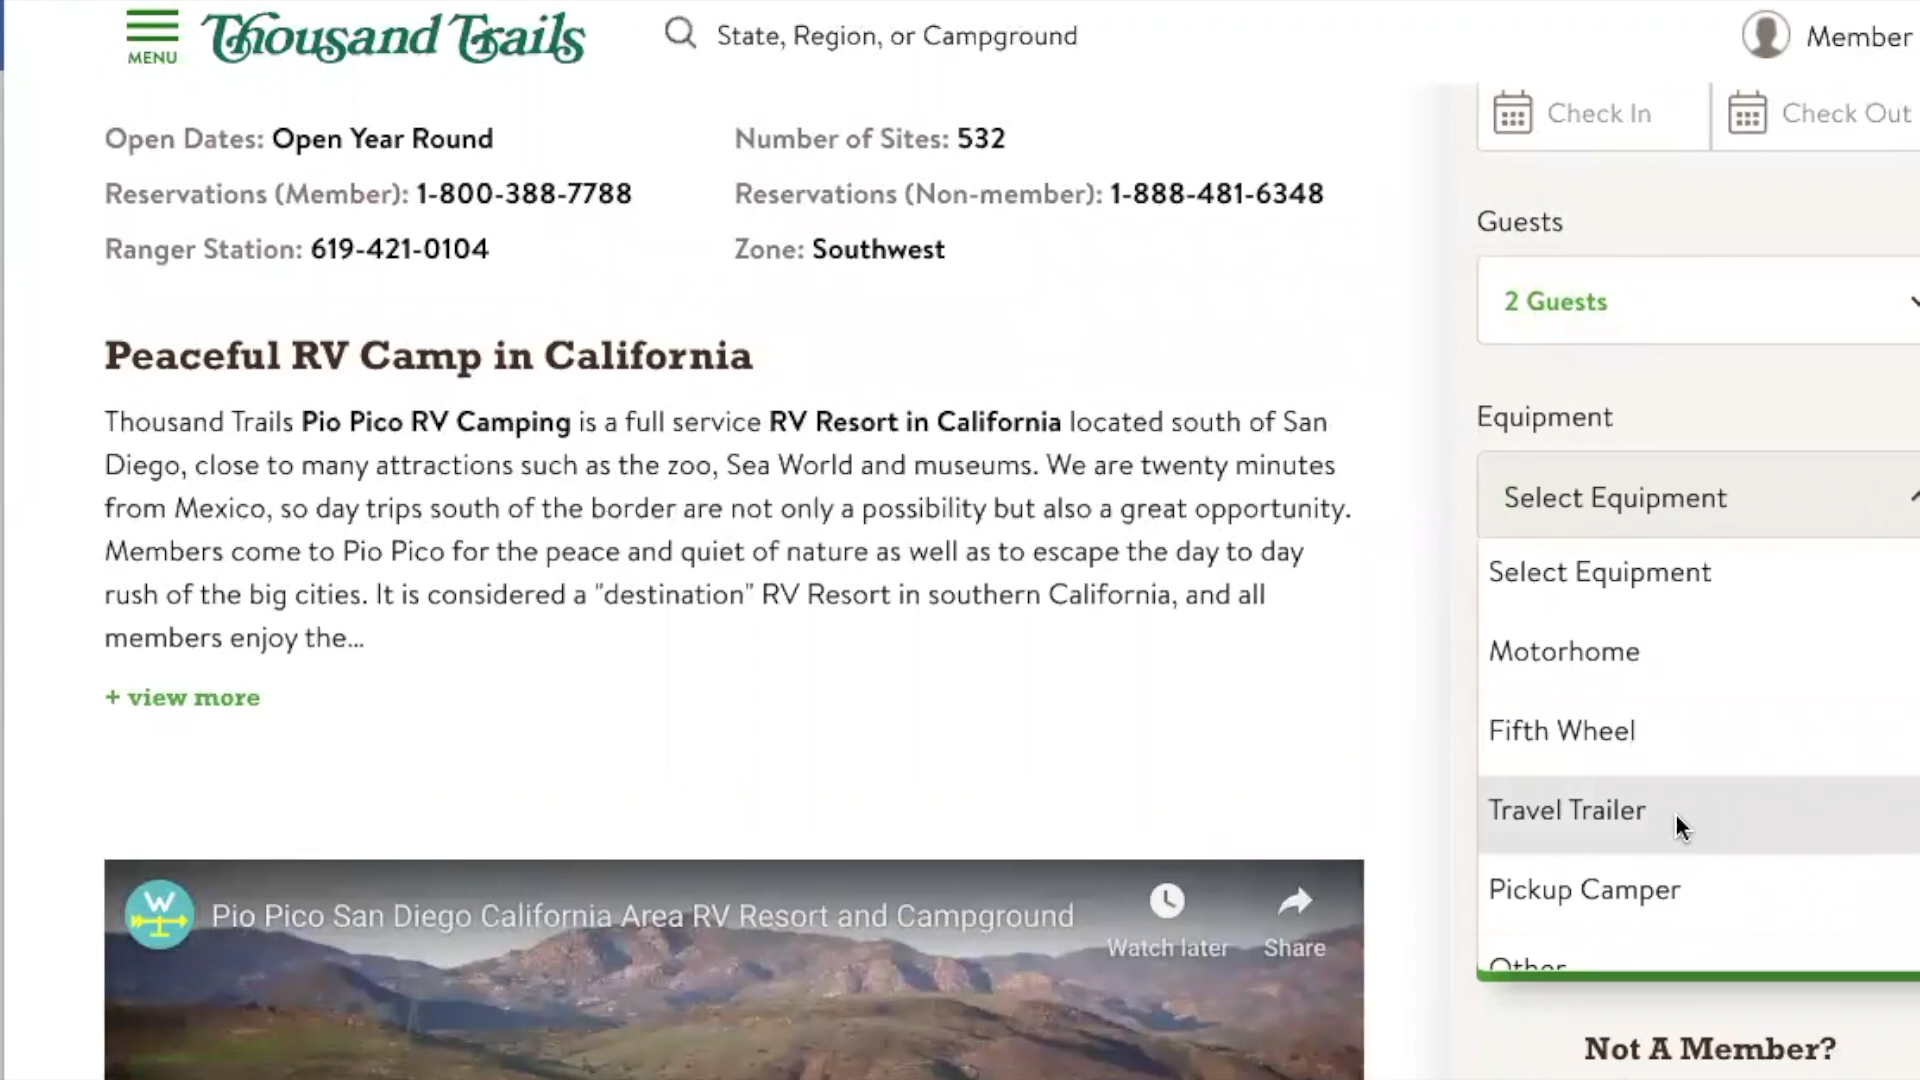 MENU
Thousand Trails
State, Region, or Campground
Member
Open Dates: Open Year Round
Number of Sites: 532
Reservations (Member): 1-800-388-7788
Reservations (Non-member): 1-888-481-6348
Ranger Station: 619-421-0104
Zone: Southwest
Peaceful RV Camp in California
Thousand Trails Pio Pico RV Camping is a full service RV Resort in California located south of San
Diego, close to many attractions such as the zoo, Sea World and museums. We are twenty minutes
from Mexico, so day trips south of the border are not only a possibility but also a great opportunity.
Members come to Pio Pico for the peace and quiet of nature as well as to escape the day to day
rush of the big cities. It is considered a "destination" RV Resort in southern California, and all
members enjoy the...
+ view more
W
Pio Pico San Diego California Area RV Resort and Campground
Watch later
Share
Check In
Check Out
Guests
2 Guests
Equipment
Select Equipment
Select Equipment
Motorhome
Fifth Wheel
Travel Trailer
Pickup Camper
Other
Not A Member?